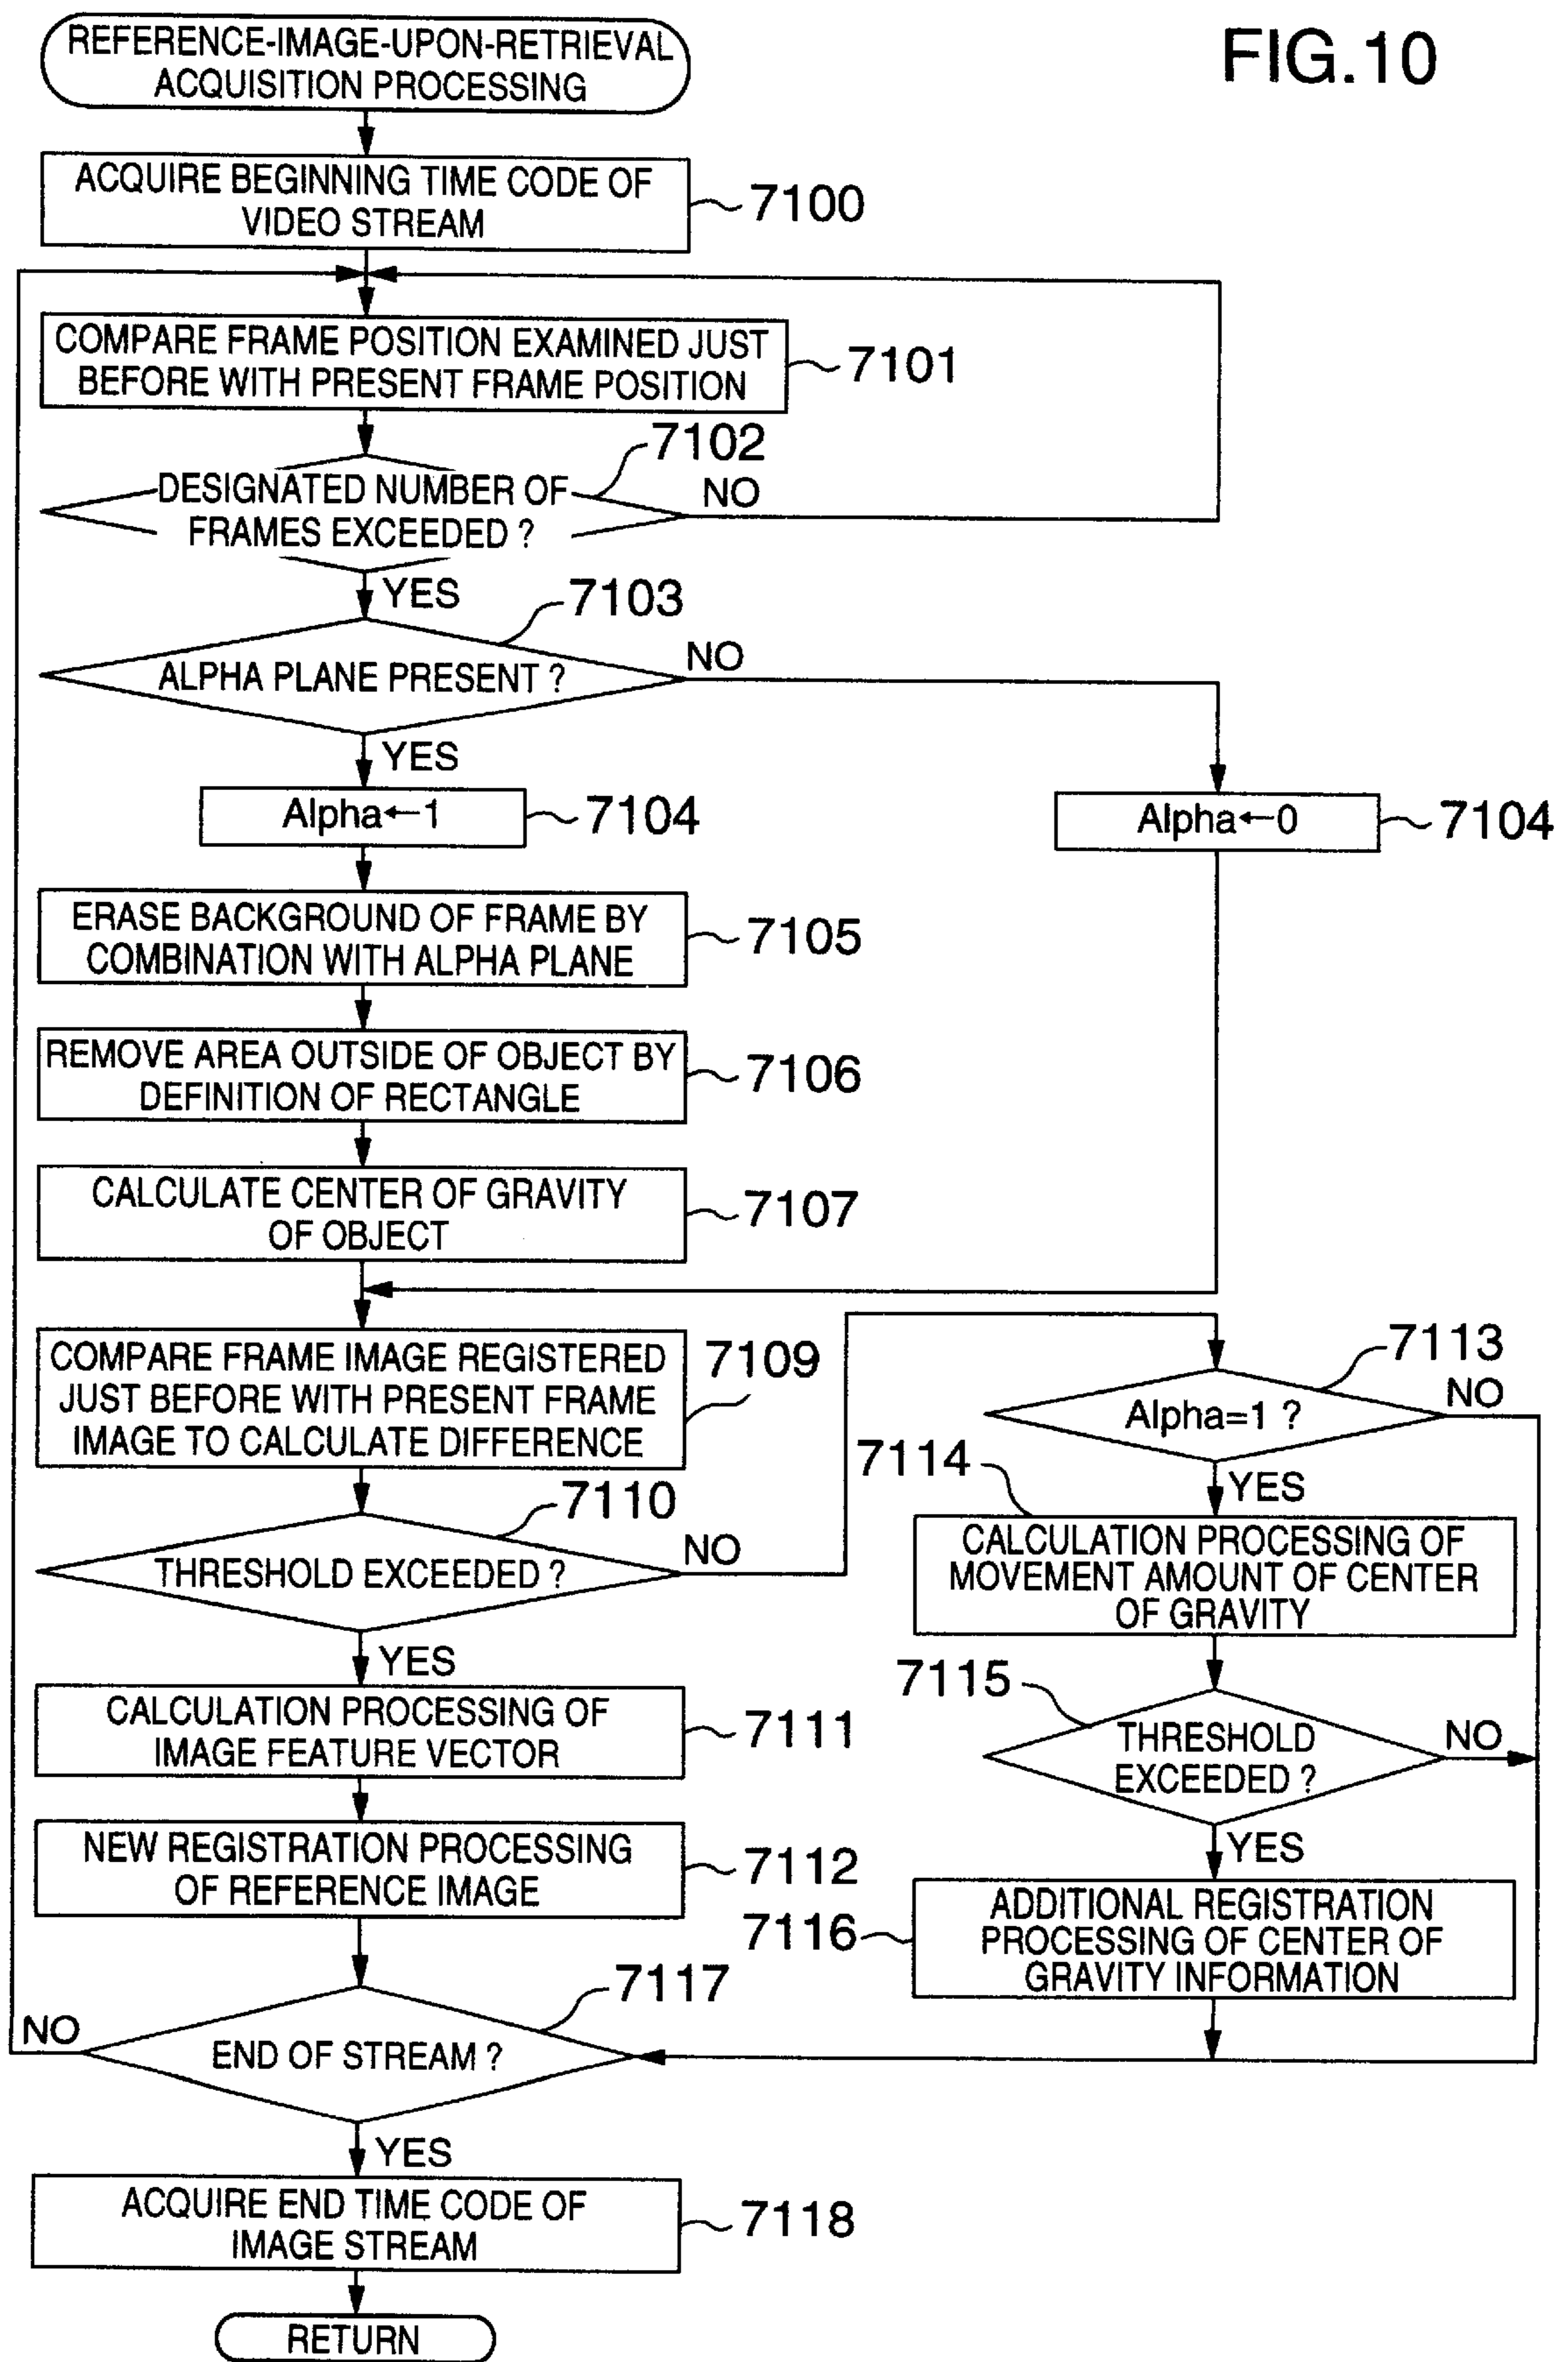 FIG.10
REFERENCE-IMAGE-UPON-RETRIEVAL
ACQUISITION PROCESSING
ACQUIRE BEGINNING TIME CODE OF
VIDEO STREAM
7100
COMPARE FRAME POSITION EXAMINED JUST
BEFORE WITH PRESENT FRAME POSITION
7101
7102
DESIGNATED NUMBER OF
FRAMES EXCEEDED ?
NO
YES
7103
ALPHA PLANE PRESENT ?
NO
YES
Alpha←1
7104
Alpha←0
7104
ERASE BACKGROUND OF FRAME BY
COMBINATION WITH ALPHA PLANE
7105
REMOVE AREA OUTSIDE OF OBJECT BY
DEFINITION OF RECTANGLE
7106
CALCULATE CENTER OF GRAVITY
OF OBJECT
7107
COMPARE FRAME IMAGE REGISTERED
JUST BEFORE WITH PRESENT FRAME
IMAGE TO CALCULATE DIFFERENCE
7109
7110
THRESHOLD EXCEEDED ?
NO
YES
CALCULATION PROCESSING OF
IMAGE FEATURE VECTOR
7111
NEW REGISTRATION PROCESSING
OF REFERENCE IMAGE
7112
7113
Alpha=1 ?
NO
YES
7114
CALCULATION PROCESSING OF
MOVEMENT AMOUNT OF CENTER
OF GRAVITY
7115
THRESHOLD
EXCEEDED ?
NO
YES
7116
ADDITIONAL REGISTRATION
PROCESSING OF CENTER OF
GRAVITY INFORMATION
7117
END OF STREAM ?
NO
YES
ACQUIRE END TIME CODE OF
IMAGE STREAM
7118
RETURN